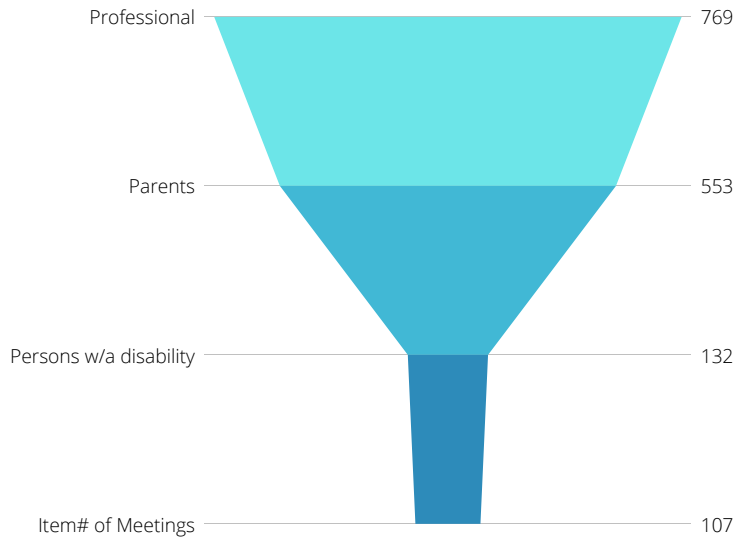 Professional 769
Parents 553
Persons w/a disability 132
Item# of Meetings 107